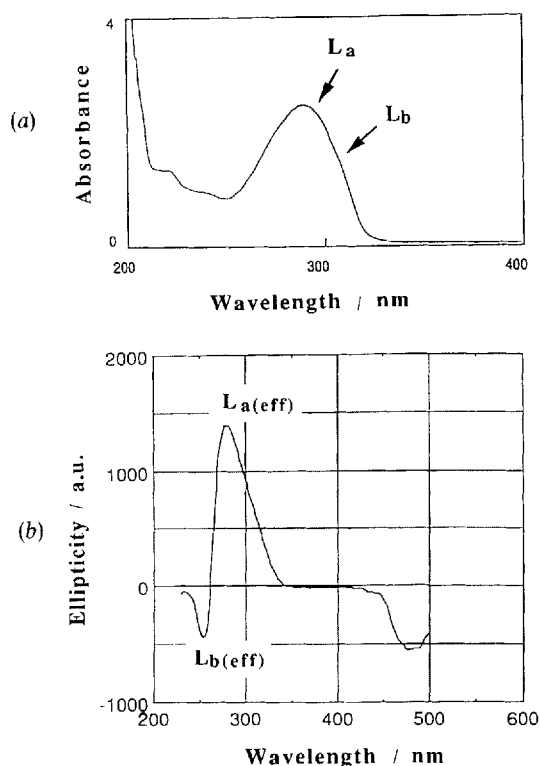 (a)
Absorbance
4
0
La
Lb
200
300
400
Wavelength / nm
(b)
Ellipticity / a.u.
2000
1000
0
-1000
La(eff)
Lb(eff)
200
300
400
500
600
Wavelength / nm